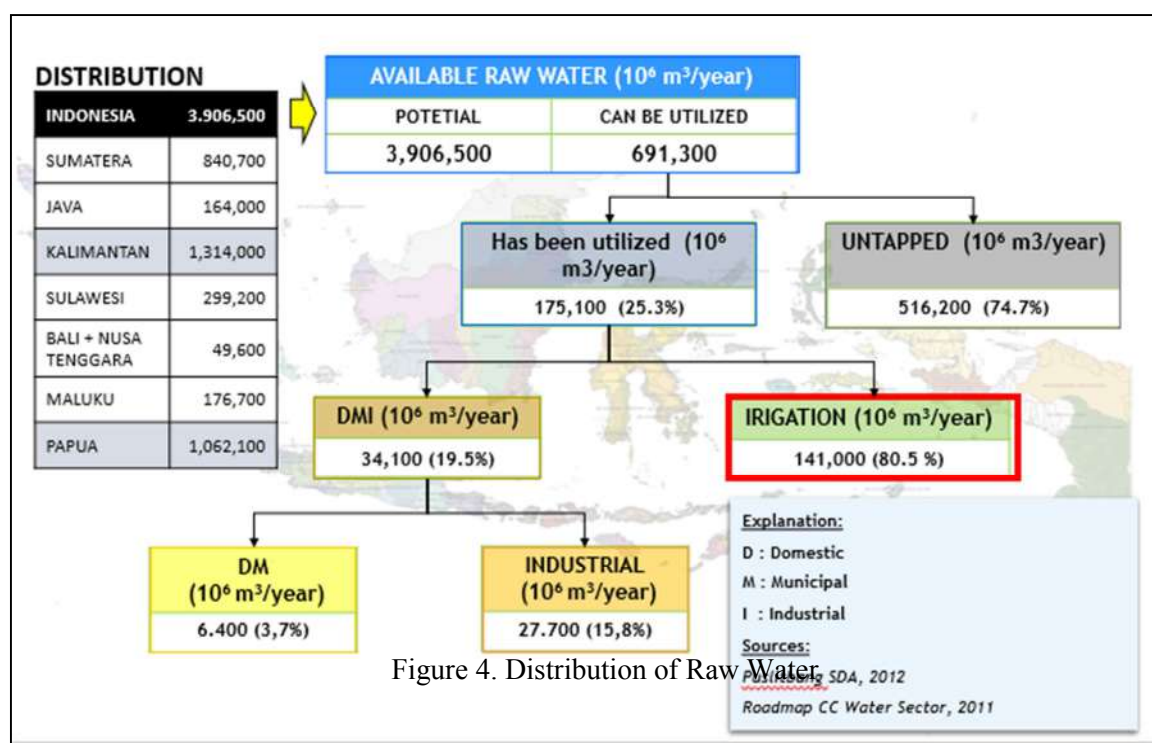 DISTRIBUTION
INDONESIA 3.906,500
SUMATERA 840,700
JAVA 164,000
KALIMANTAN 1,314,000
SULAWESI 299,200
BALI + NUSA
TENGGARA 49,600
MALUKU 176,700
PAPUA 1,062,100
AVAILABLE RAW WATER (10⁶ m³/year)
POTETIAL CAN BE UTILIZED
3,906,500 691,300
Has been utilized (10⁶
m3/year)
175,100 (25.3%)
UNTAPPED (10⁶ m3/year)
516,200 (74.7%)
DMI (10⁶ m³/year)
34,100 (19.5%)
IRIGATION (10⁶ m³/year)
141,000 (80.5 %)
DM
(10⁶ m³/year)
6.400 (3,7%)
INDUSTRIAL
(10⁶ m³/year)
27.700 (15,8%)
Explanation:
D : Domestic
M : Municipal
I : Industrial
Sources:
Puslitbang SDA, 2012
Roadmap CC Water Sector, 2011
Figure 4. Distribution of Raw Water